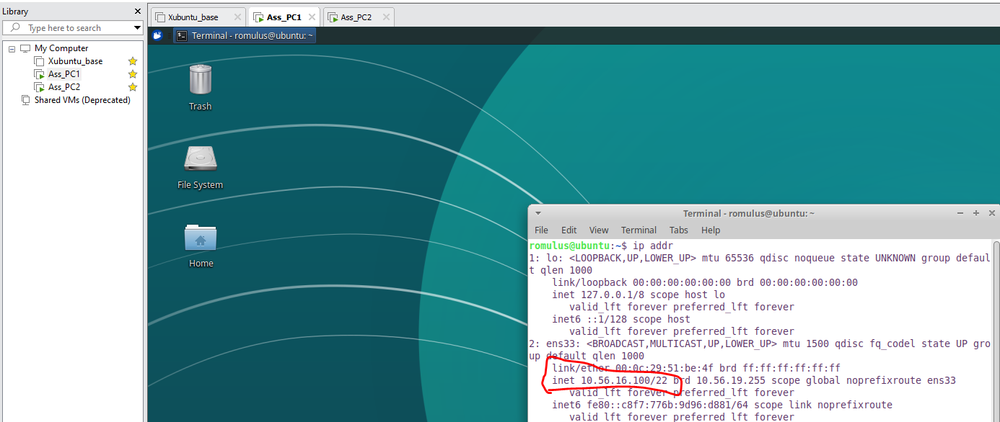 Library
Type here to search
My Computer
Xubuntu_base
Ass_PC1
Ass_PC2
Shared VMs (Deprecated)
Xubuntu_base
Ass_PC1
Ass_PC2
Terminal - romulus@ubuntu: ~
Trash
File System
Home
Terminal - romulus@ubuntu: ~
File Edit View Terminal Tabs Help
romulus@ubuntu:~$ ip addr
1: lo: <LOOPBACK,UP,LOWER_UP> mtu 65536 qdisc noqueue state UNKNOWN group defaul
t qlen 1000
link/loopback 00:00:00:00:00:00 brd 00:00:00:00:00:00
inet 127.0.0.1/8 scope host lo
valid_lft forever preferred_lft forever
inet6 ::1/128 scope host
valid_lft forever preferred_lft forever
2: ens33: <BROADCAST,MULTICAST,UP,LOWER_UP> mtu 1500 qdisc fq_codel state UP gro
up default qlen 1000
link/ether 00:0c:29:51:be:4f brd ff:ff:ff:ff:ff:ff
inet 10.56.16.100/22 brd 10.56.19.255 scope global noprefixroute ens33
valid_lft forever preferred_lft forever
inet6 fe80::c8f7:776b:9d96:d881/64 scope link noprefixroute
valid_lft forever preferred_lft forever